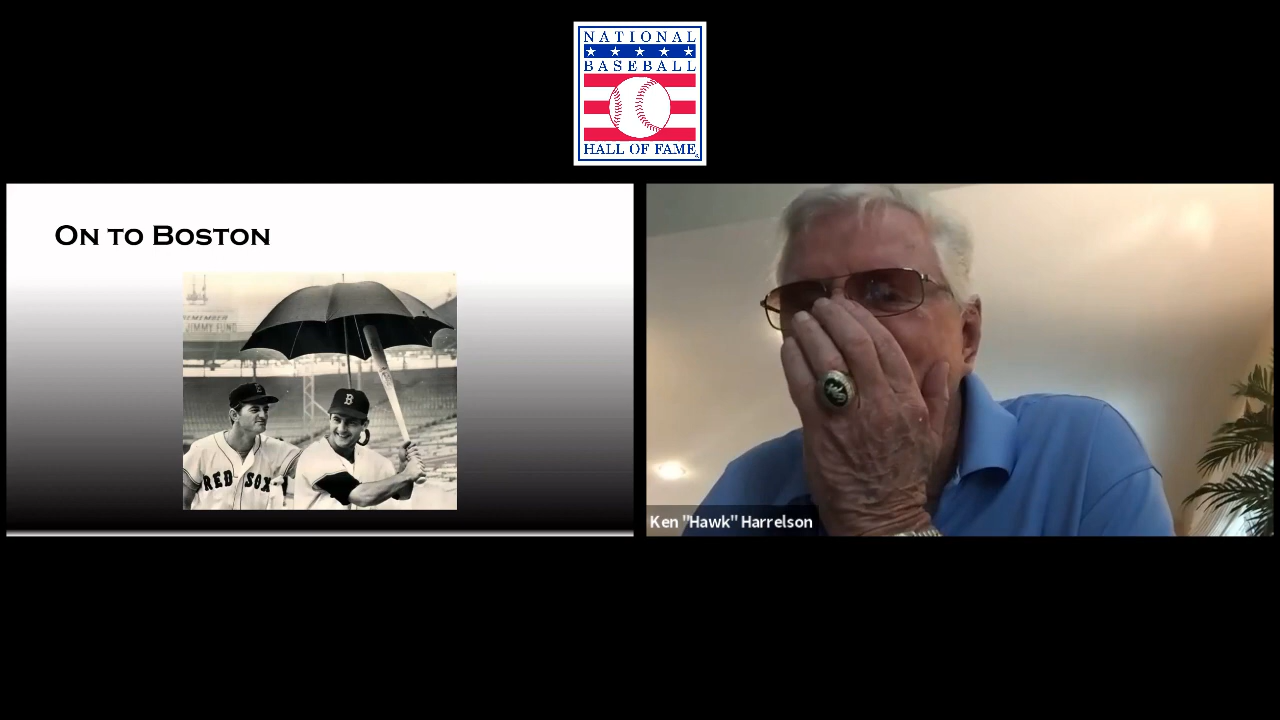 NATIONAL
BASEBALL
HALL OF FAME
On to Boston
REMEMBER
JIMMY FUND
B
RED SOX
Ken "Hawk" Harrelson